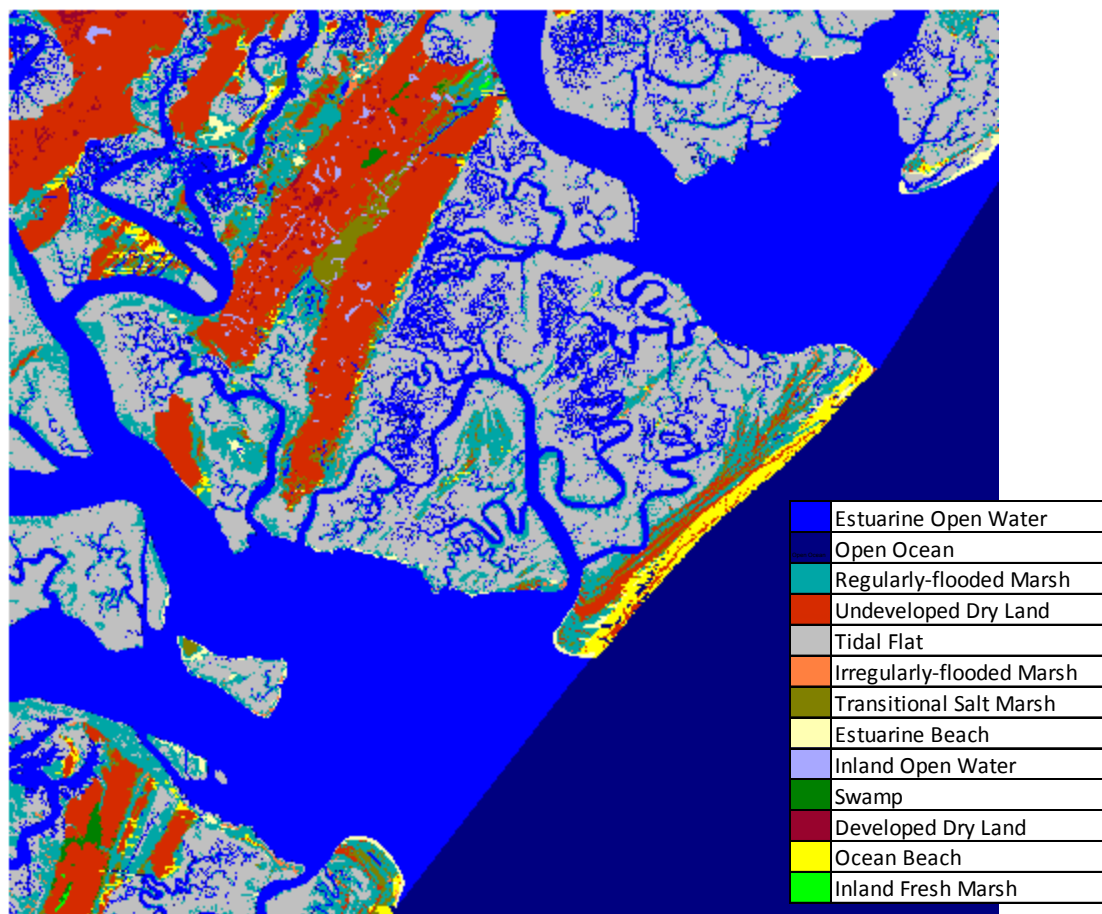 Estuarine Open Water
Open Ocean
Regularly-flooded Marsh
Undeveloped Dry Land
Tidal Flat
Irregularly-flooded Marsh
Transitional Salt Marsh
Estuarine Beach
Inland Open Water
Swamp
Developed Dry Land
Ocean Beach
Inland Fresh Marsh